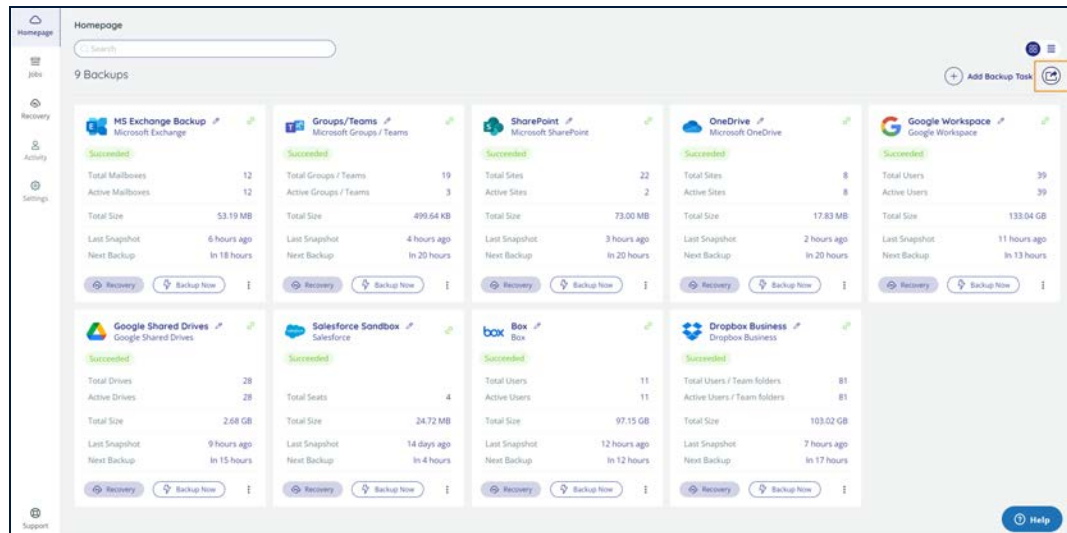 Homepage
Jobs
Recovery
Activity
Settings
Support
Homepage
Search
9 Backups
Add Backup Task
MS Exchange Backup
Microsoft Exchange
Succeeded
Total Mailboxes 12
Active Mailboxes 12
Total Size 53.19 MB
Last Snapshot 6 hours ago
Next Backup In 18 hours
Recovery Backup Now
Groups/Teams
Microsoft Groups / Teams
Succeeded
Total Groups / Teams 19
Active Groups / Teams 3
Total Size 499.64 KB
Last Snapshot 4 hours ago
Next Backup In 20 hours
Recovery Backup Now
SharePoint
Microsoft SharePoint
Succeeded
Total Sites 22
Active Sites 2
Total Size 73.00 MB
Last Snapshot 3 hours ago
Next Backup In 20 hours
Recovery Backup Now
OneDrive
Microsoft OneDrive
Succeeded
Total Sites 8
Active Sites 8
Total Size 17.83 MB
Last Snapshot 2 hours ago
Next Backup In 20 hours
Recovery Backup Now
Google Workspace
Google Workspace
Succeeded
Total Users 39
Active Users 39
Total Size 133.04 GB
Last Snapshot 11 hours ago
Next Backup In 13 hours
Recovery Backup Now
Google Shared Drives
Google Shared Drives
Succeeded
Total Drives 28
Active Drives 28
Total Size 2.68 GB
Last Snapshot 9 hours ago
Next Backup In 15 hours
Recovery Backup Now
Salesforce Sandbox
Salesforce
Succeeded
Total Seats 4
Total Size 24.72 MB
Last Snapshot 14 days ago
Next Backup In 4 hours
Recovery Backup Now
box
Box
Box
Succeeded
Total Users 11
Active Users 11
Total Size 97.15 GB
Last Snapshot 12 hours ago
Next Backup In 12 hours
Recovery Backup Now
Dropbox Business
Dropbox Business
Succeeded
Total Users / Team folders 81
Active Users / Team folders 81
Total Size 103.02 GB
Last Snapshot 7 hours ago
Next Backup In 17 hours
Recovery Backup Now
Help